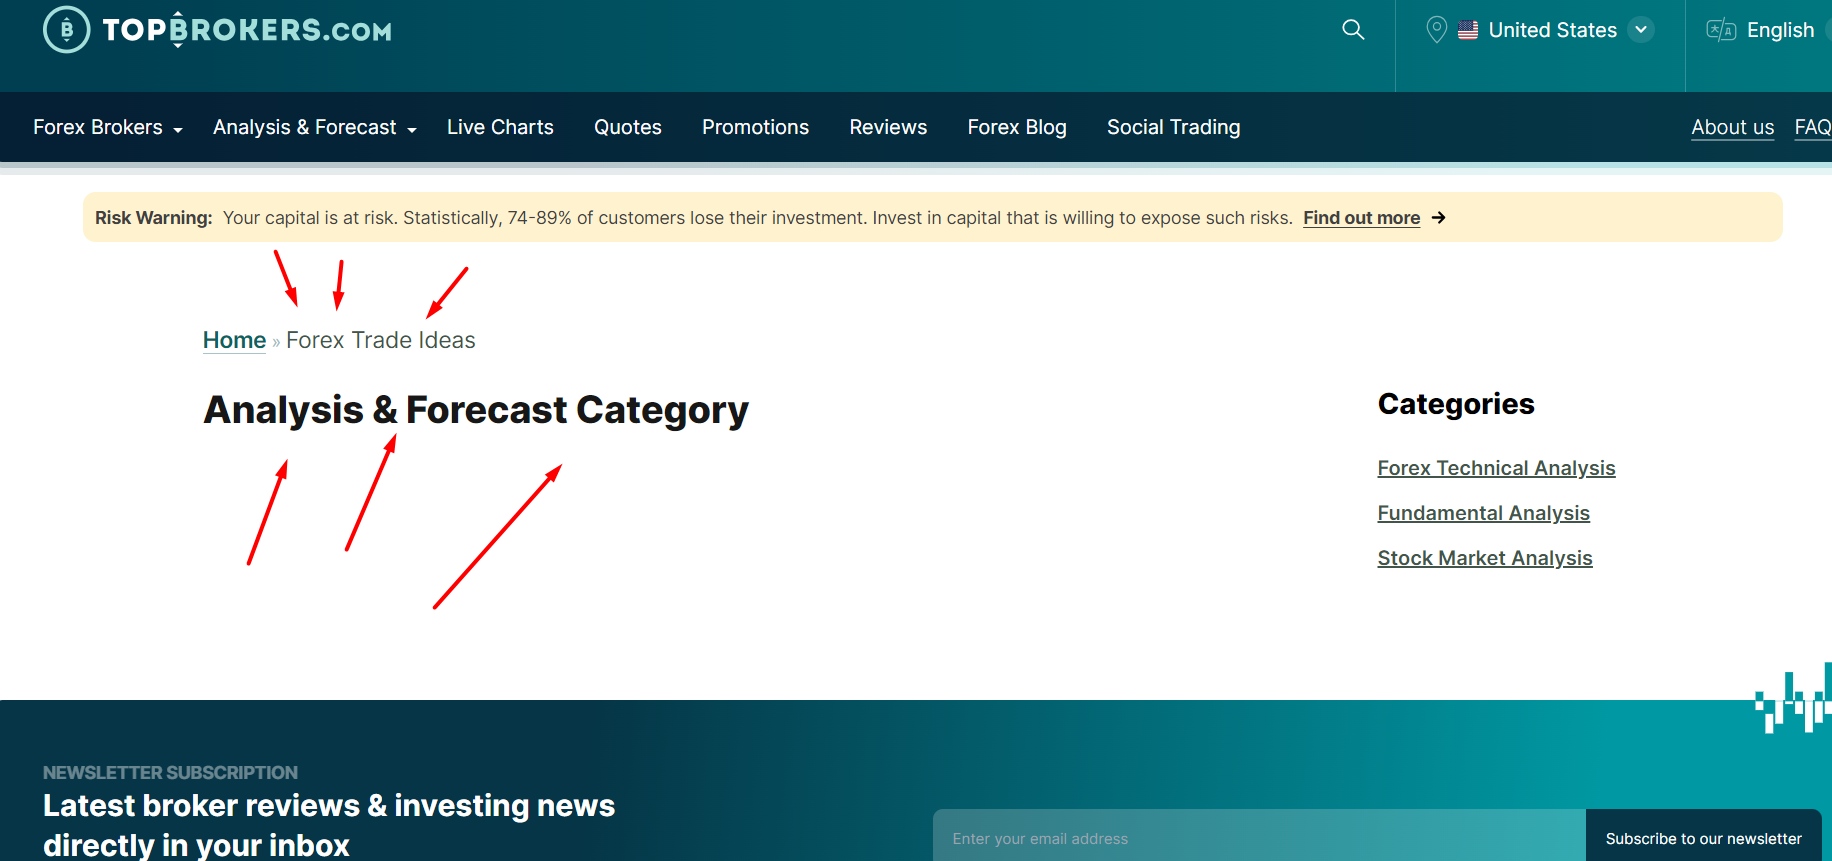 TOPBROKERS.COM
United States
English
Forex Brokers Analysis & Forecast Live Charts Quotes Promotions Reviews Forex Blog Social Trading About us FAQ
Risk Warning: Your capital is at risk. Statistically, 74-89% of customers lose their investment. Invest in capital that is willing to expose such risks. Find out more →
Home » Forex Trade Ideas
Analysis & Forecast Category
Categories
Forex Technical Analysis
Fundamental Analysis
Stock Market Analysis
NEWSLETTER SUBSCRIPTION
Latest broker reviews & investing news
directly in your inbox
Enter your email address
Subscribe to our newsletter